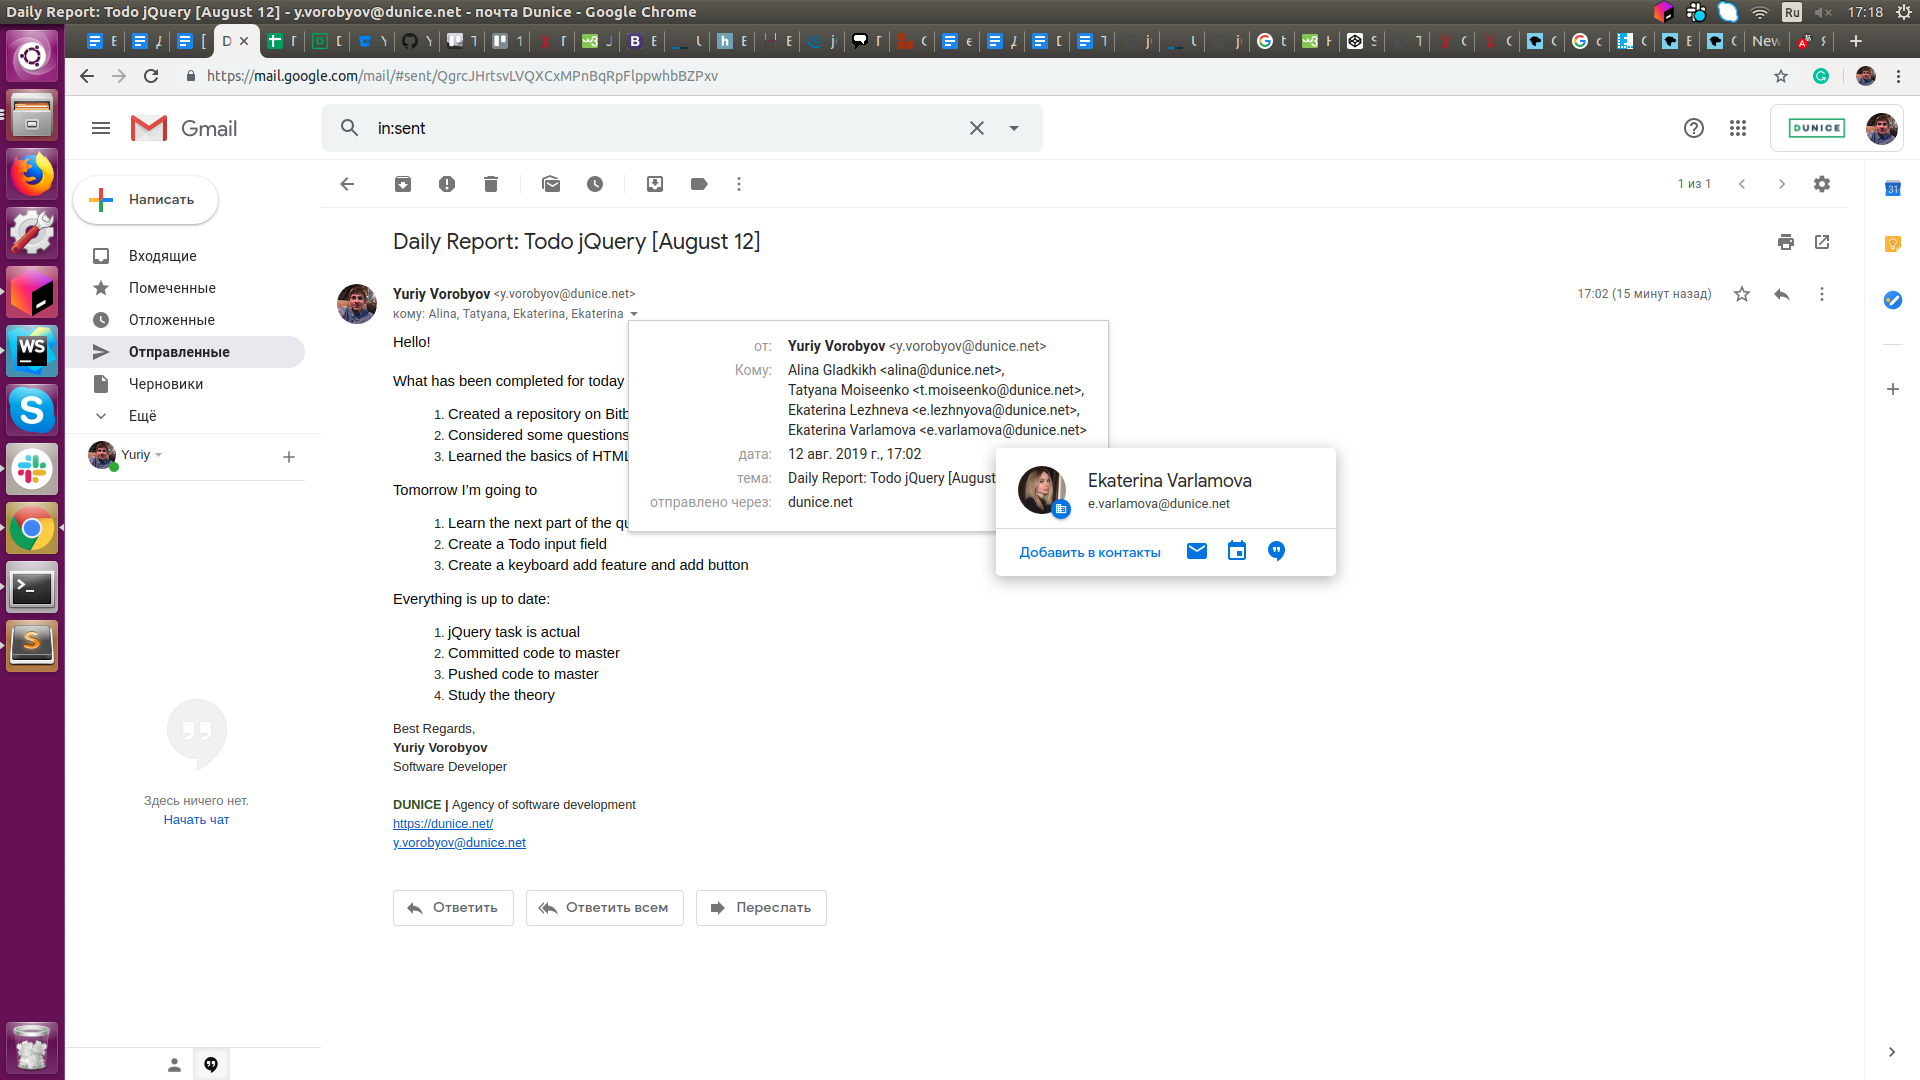 Daily Report: Todo jQuery [August 12] - y.vorobyov@dunice.net - почта Dunice - Google Chrome
Ru
17:18
New
https://mail.google.com/mail/#sent/QgrcJHrtsvLVQXCxMPnBqRpFlppwhbBZPxv
Gmail
in:sent
DUNICE
Написать
1 из 1
31
Входящие
Помеченные
Отложенные
Отправленные
Черновики
Ещё
Yuriy
Здесь ничего нет.
Начать чат
Daily Report: Todo jQuery [August 12]
Yuriy Vorobyov <y.vorobyov@dunice.net>
17:02 (15 минут назад)
кому: Alina, Tatyana, Ekaterina, Ekaterina
Hello!
What has been completed for today
1. Created a repository on Bitb
2. Considered some questions
3. Learned the basics of HTML
Tomorrow I'm going to
1. Learn the next part of the qu
2. Create a Todo input field
3. Create a keyboard add feature and add button
Everything is up to date:
1. jQuery task is actual
2. Committed code to master
3. Pushed code to master
4. Study the theory
Best Regards,
Yuriy Vorobyov
Software Developer
DUNICE | Agency of software development
https://dunice.net/
y.vorobyov@dunice.net
Ответить
Ответить всем
Переслать
от: Yuriy Vorobyov <y.vorobyov@dunice.net>
Кому: Alina Gladkikh <alina@dunice.net>,
Tatyana Moiseenko <t.moiseenko@dunice.net>,
Ekaterina Lezhneva <e.lezhnyova@dunice.net>,
Ekaterina Varlamova <e.varlamova@dunice.net>
дата: 12 авг. 2019 г., 17:02
тема: Daily Report: Todo jQuery [August
отправлено через: dunice.net
Ekaterina Varlamova
e.varlamova@dunice.net
Добавить в контакты